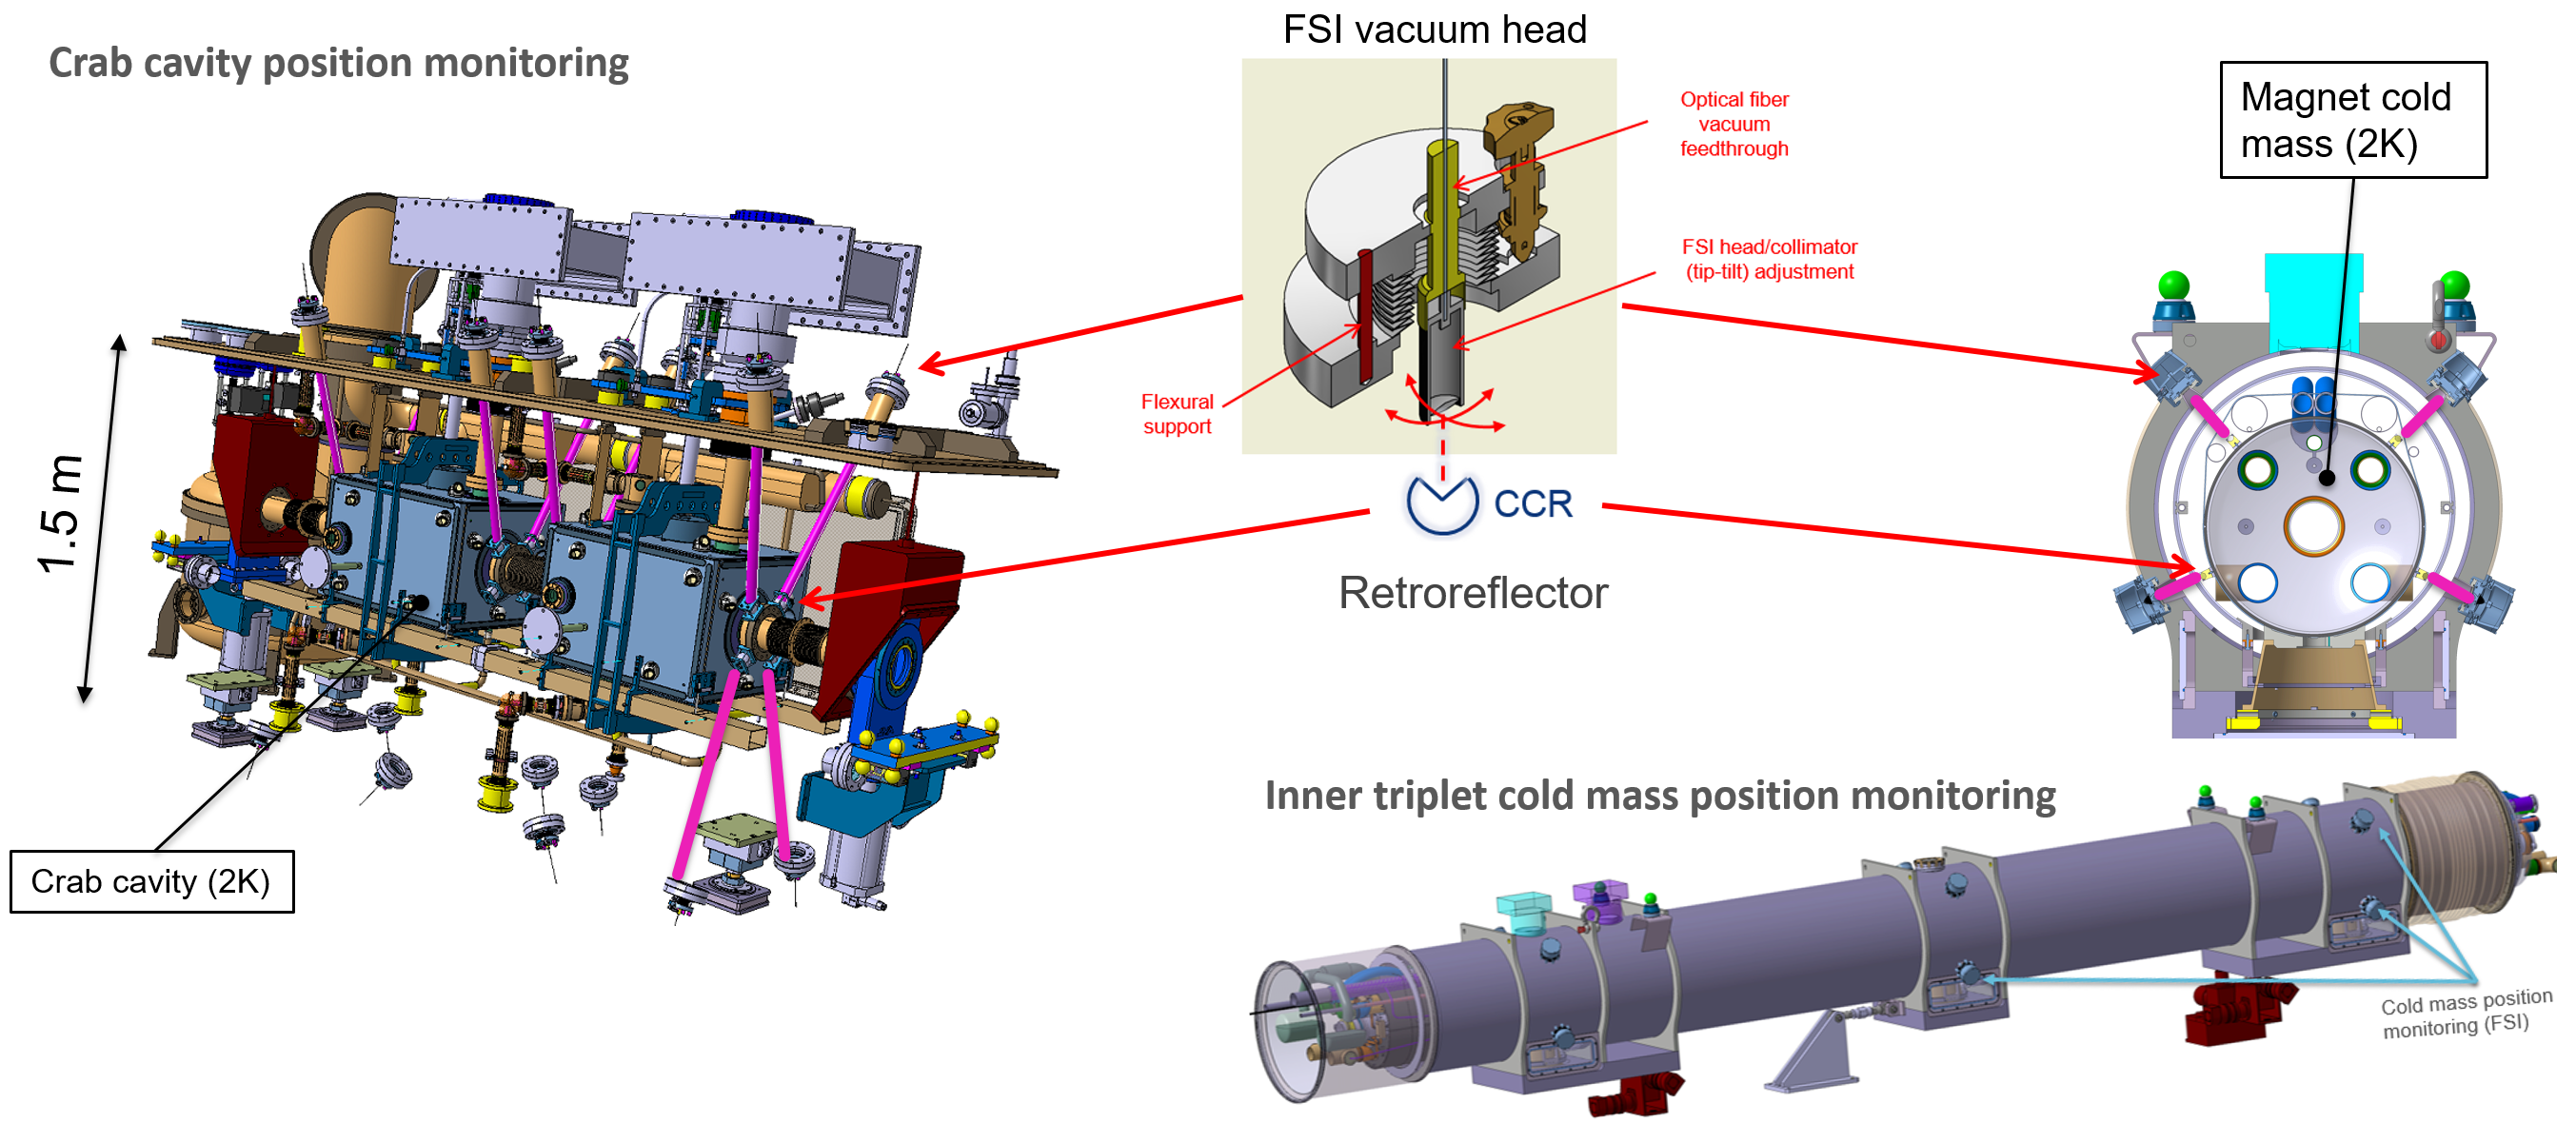 Crab cavity position monitoring
FSI vacuum head
Optical fiber
vacuum
feedthrough
FSI head/collimator
(tip-tilt) adjustment
Flexural
support
Magnet cold
mass (2K)
1.5 m
CCR
Retroreflector
Crab cavity (2K)
Inner triplet cold mass position monitoring
Cold mass position
monitoring (FSI)